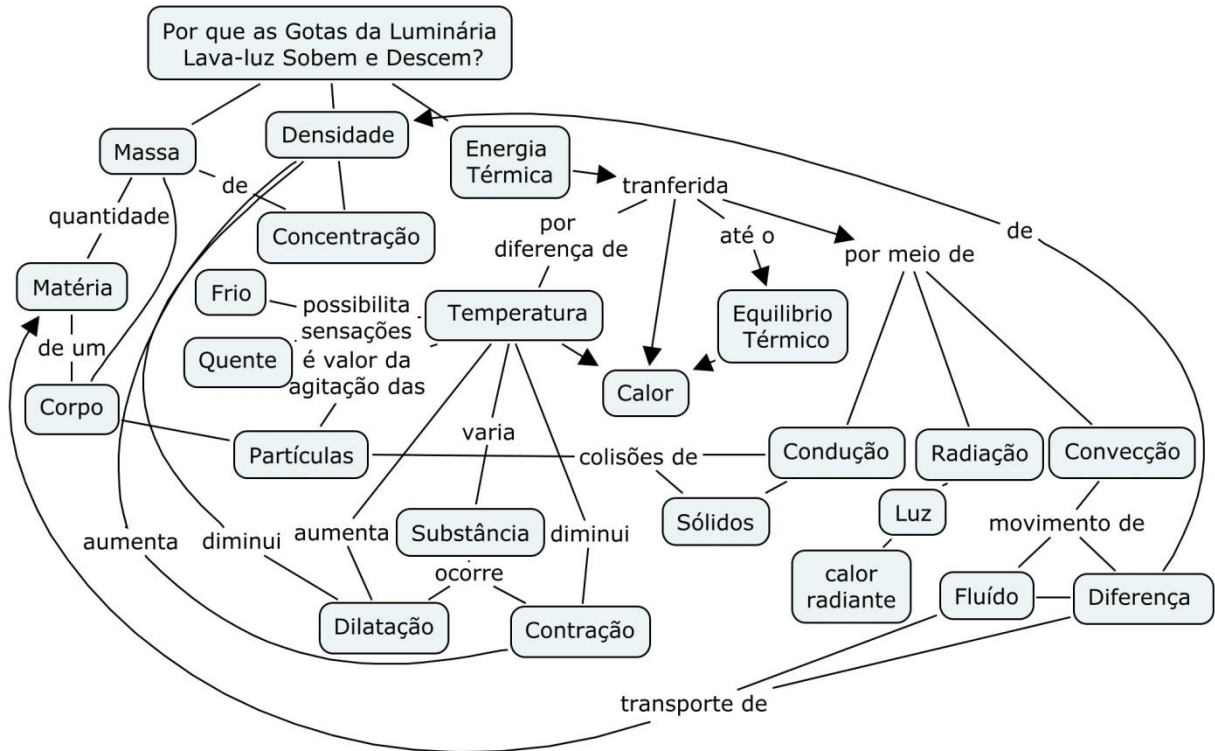 Por que as Gotas da Luminária
Lava-luz Sobem e Descem?
Massa
Densidade
Energia
Térmica
de
tranferida
quantidade
Concentração
por
diferença de
até o
de
por meio de
Matéria
Frio
possibilita
sensações
Temperatura
Equilibrio
Térmico
de um
Quente
é valor da
agitação das
Corpo
Calor
Partículas
varia
colisões de
Condução
Radiação
Convecção
Sólidos
Luz
movimento de
aumenta
diminui
aumenta
Substância
diminui
ocorre
calor
radiante
Fluído
Diferença
Dilatação
Contração
transporte de